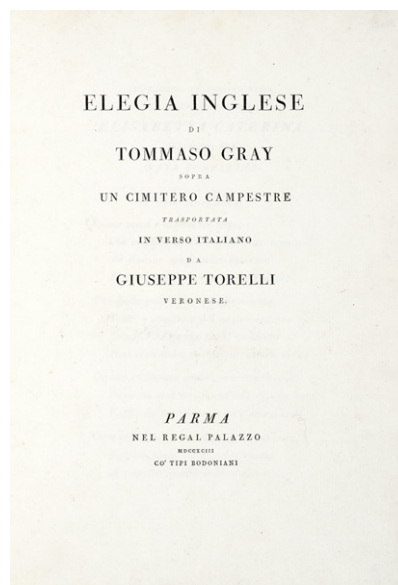 ELEGIA INGLESE
DI
TOMMASO GRAY
SOPRA
UN CIMITERO CAMPESTRE
TRASPORTATA
IN VERSO ITALIANO
DA
GIUSEPPE TORELLI
VERONESE.
PARMA
NEL REGAL PALAZZO
MDCCXCIII
CO' TIPI BODONIANI